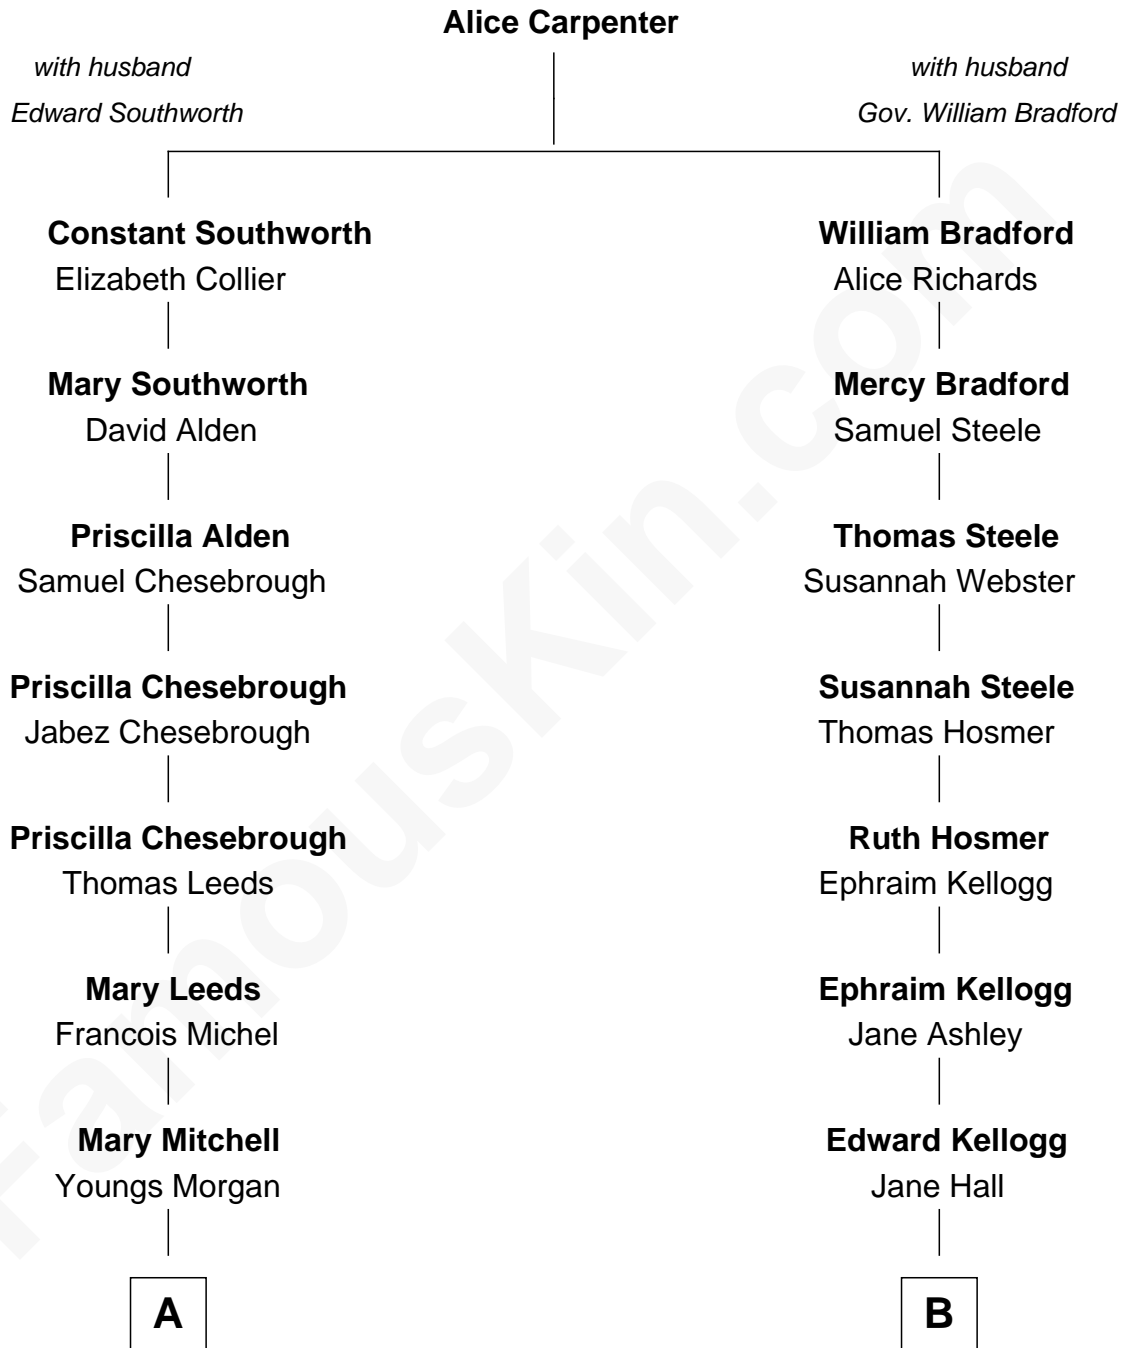 Alice Carpenter
with husband
Edward Southworth
with husband
Gov. William Bradford
Constant Southworth
Elizabeth Collier
William Bradford
Alice Richards
Mary Southworth
David Alden
Mercy Bradford
Samuel Steele
Priscilla Alden
Samuel Chesebrough
Thomas Steele
Susannah Webster
Priscilla Chesebrough
Jabez Chesebrough
Susannah Steele
Thomas Hosmer
Priscilla Chesebrough
Thomas Leeds
Ruth Hosmer
Ephraim Kellogg
Mary Leeds
Francois Michel
Ephraim Kellogg
Jane Ashley
Mary Mitchell
Youngs Morgan
Edward Kellogg
Jane Hall
A
B
FamousKin.com